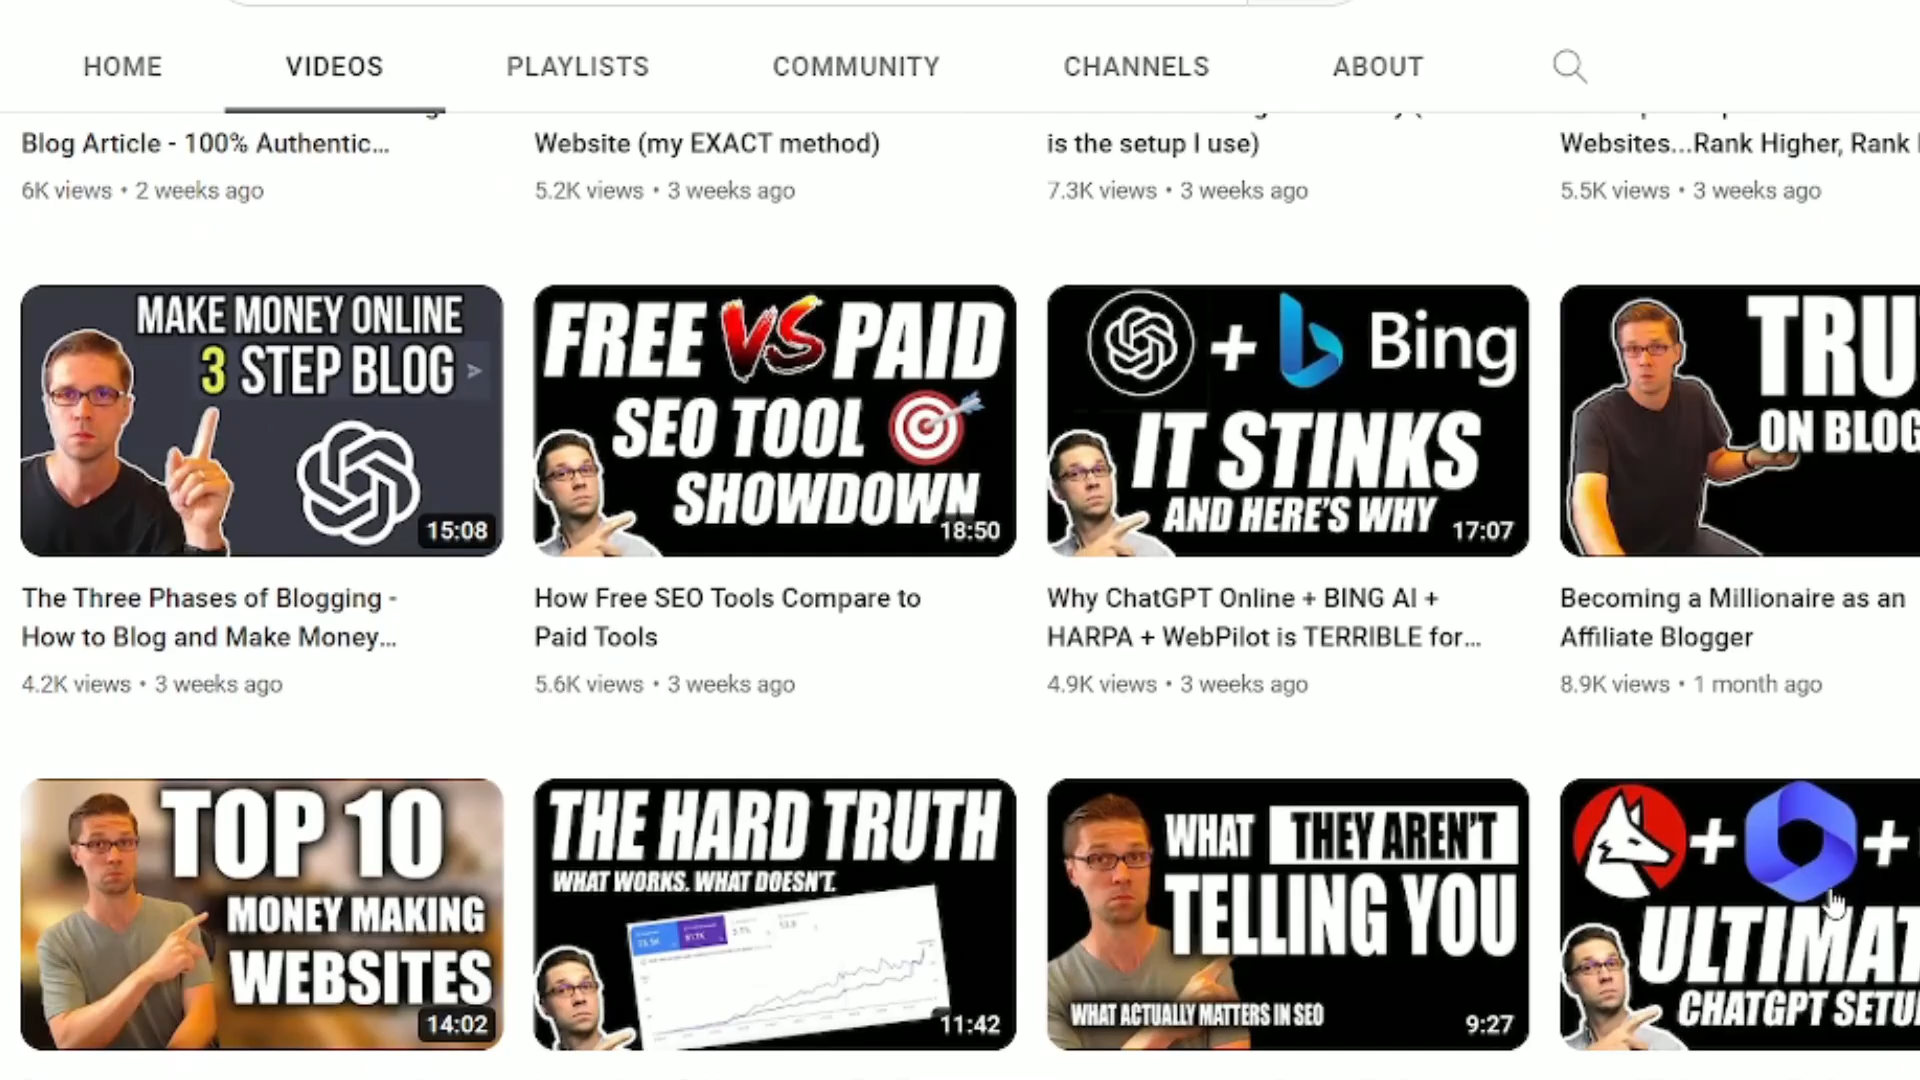 HOME VIDEOS PLAYLISTS COMMUNITY CHANNELS ABOUT
Blog Article - 100% Authentic...
6K views • 2 weeks ago
Website (my EXACT method)
5.2K views • 3 weeks ago
is the setup I use)
7.3K views • 3 weeks ago
Websites...Rank Higher, Rank
5.5K views • 3 weeks ago
MAKE MONEY ONLINE
3 STEP BLOG
15:08
The Three Phases of Blogging -
How to Blog and Make Money...
4.2K views • 3 weeks ago
FREE VS PAID
SEO TOOL
SHOWDOWN
18:50
How Free SEO Tools Compare to
Paid Tools
5.6K views • 3 weeks ago
+ Bing
IT STINKS
AND HERE'S WHY
17:07
Why ChatGPT Online + BING AI +
HARPA + WebPilot is TERRIBLE for...
4.9K views • 3 weeks ago
TRU
ON BLOG
Becoming a Millionaire as an
Affiliate Blogger
8.9K views • 1 month ago
TOP 10
MONEY MAKING
WEBSITES
14:02
THE HARD TRUTH
WHAT WORKS. WHAT DOESN'T.
11:42
WHAT THEY AREN'T
TELLING YOU
WHAT ACTUALLY MATTERS IN SEO
9:27
+ +
ULTIMAT
CHATGPT SETU